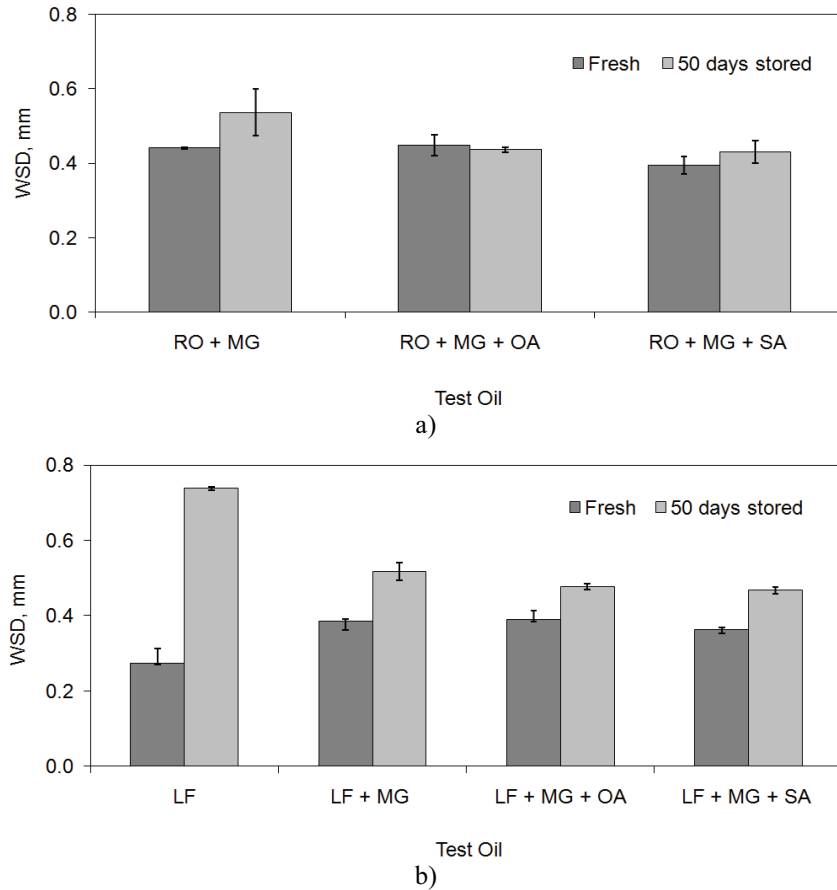 0.8
0.6
0.4
0.2
0.0
WSD, mm
Fresh 50 days stored
RO + MG RO + MG + OA RO + MG + SA
Test Oil
a)
0.8
0.6
0.4
0.2
0.0
WSD, mm
Fresh 50 days stored
LF LF + MG LF + MG + OA LF + MG + SA
Test Oil
b)